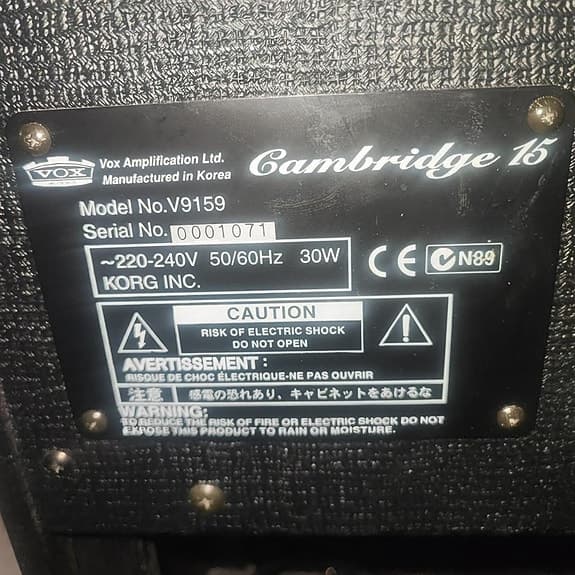 VOX
Vox Amplification Ltd.
Manufactured in Korea
Cambridge 15
Model No.V9159
Serial No. 0001071
~220-240V 50/60Hz 30W
KORG INC.
CE
N89
CAUTION
RISK OF ELECTRIC SHOCK
DO NOT OPEN
AVERTISSEMENT :
RISQUE DE CHOC ÉLECTRIQUE-NE PAS OUVRIR
注意 感電の恐れあり、キャビネットをあけるな
WARNING:
TO REDUCE THE RISK OF FIRE OR ELECTRIC SHOCK DO NOT
EXPOSE THIS PRODUCT TO RAIN OR MOISTURE.